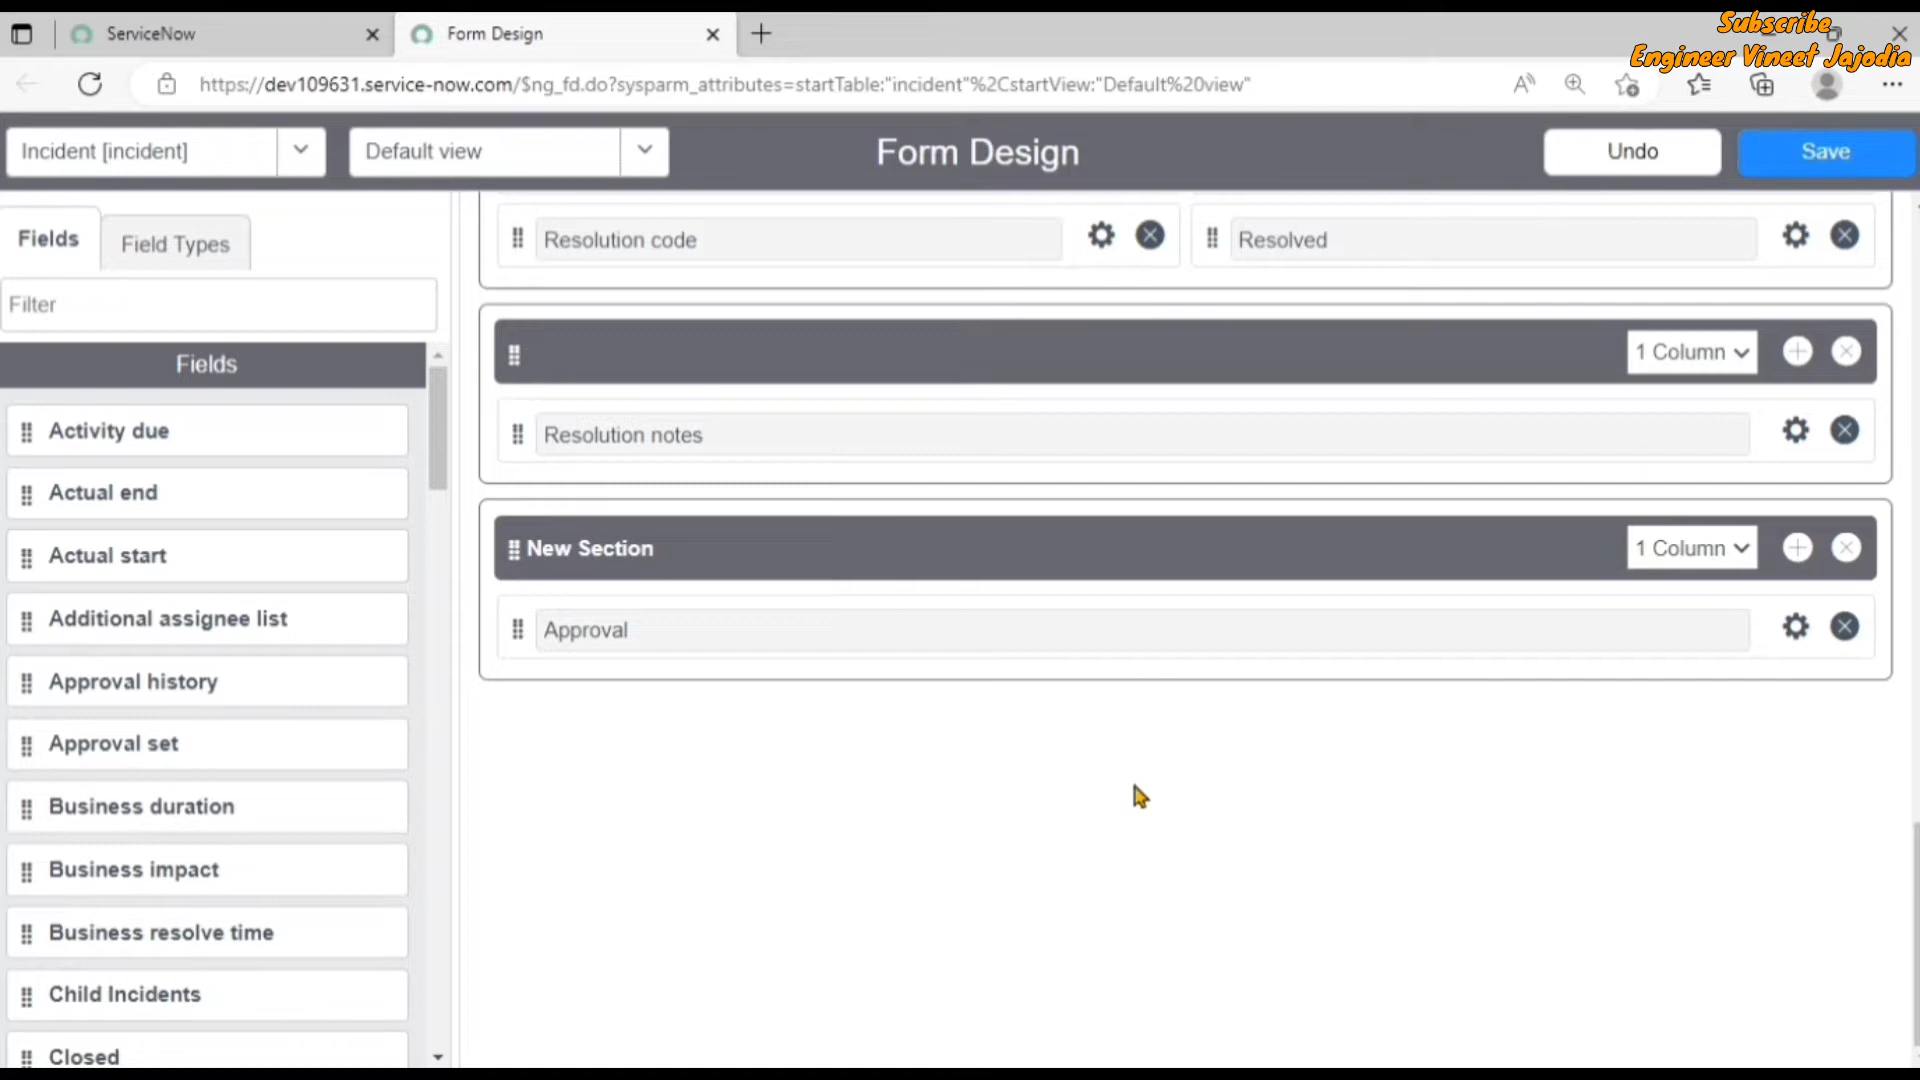 Subscribe
Engineer Vineet Jajodia
ServiceNow
Form Design
https://dev109631.service-now.com/$ng_fd.do?sysparm_attributes=startTable:"incident"%2CstartView:"Default%20view"
Incident [incident]
Default view
Form Design
Undo
Save
Fields
Field Types
Filter
Fields
Activity due
Actual end
Actual start
Additional assignee list
Approval history
Approval set
Business duration
Business impact
Business resolve time
Child Incidents
Closed
Resolution code
Resolved
1 Column
Resolution notes
New Section
1 Column
Approval